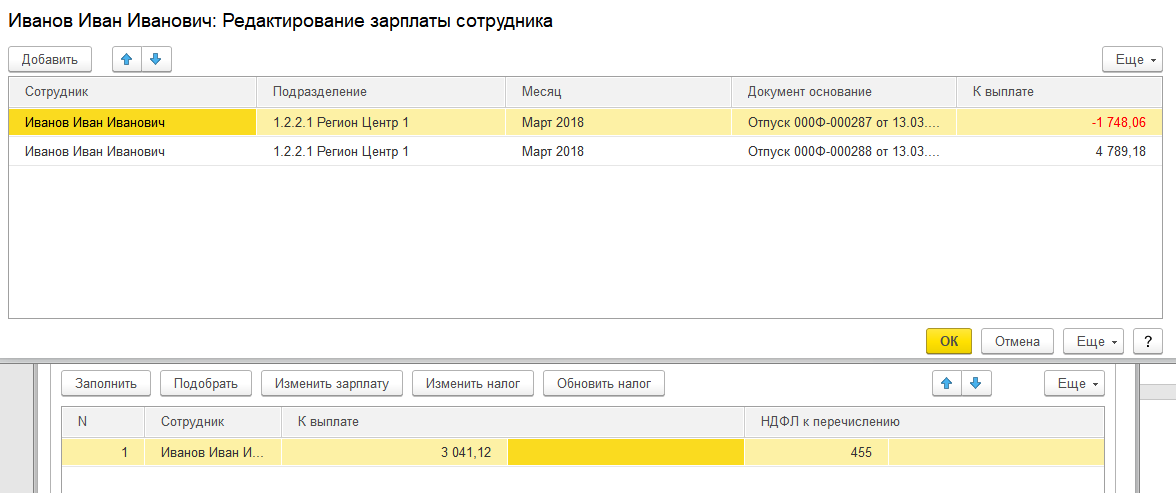 Иванов Иван Иванович: Редактирование зарплаты сотрудника
Добавить Еще
Сотрудник Подразделение Месяц Документ основание К выплате
Иванов Иван Иванович 1.2.2.1 Регион Центр 1 Март 2018 Отпуск 000Ф-000287 от 13.03.... -1 748,06
Иванов Иван Иванович 1.2.2.1 Регион Центр 1 Март 2018 Отпуск 000Ф-000288 от 13.03.... 4 789,18
ОК Отмена Еще ?
Заполнить Подобрать Изменить зарплату Изменить налог Обновить налог Еще
N Сотрудник К выплате НДФЛ к перечислению
1 Иванов Иван И... 3 041,12 455